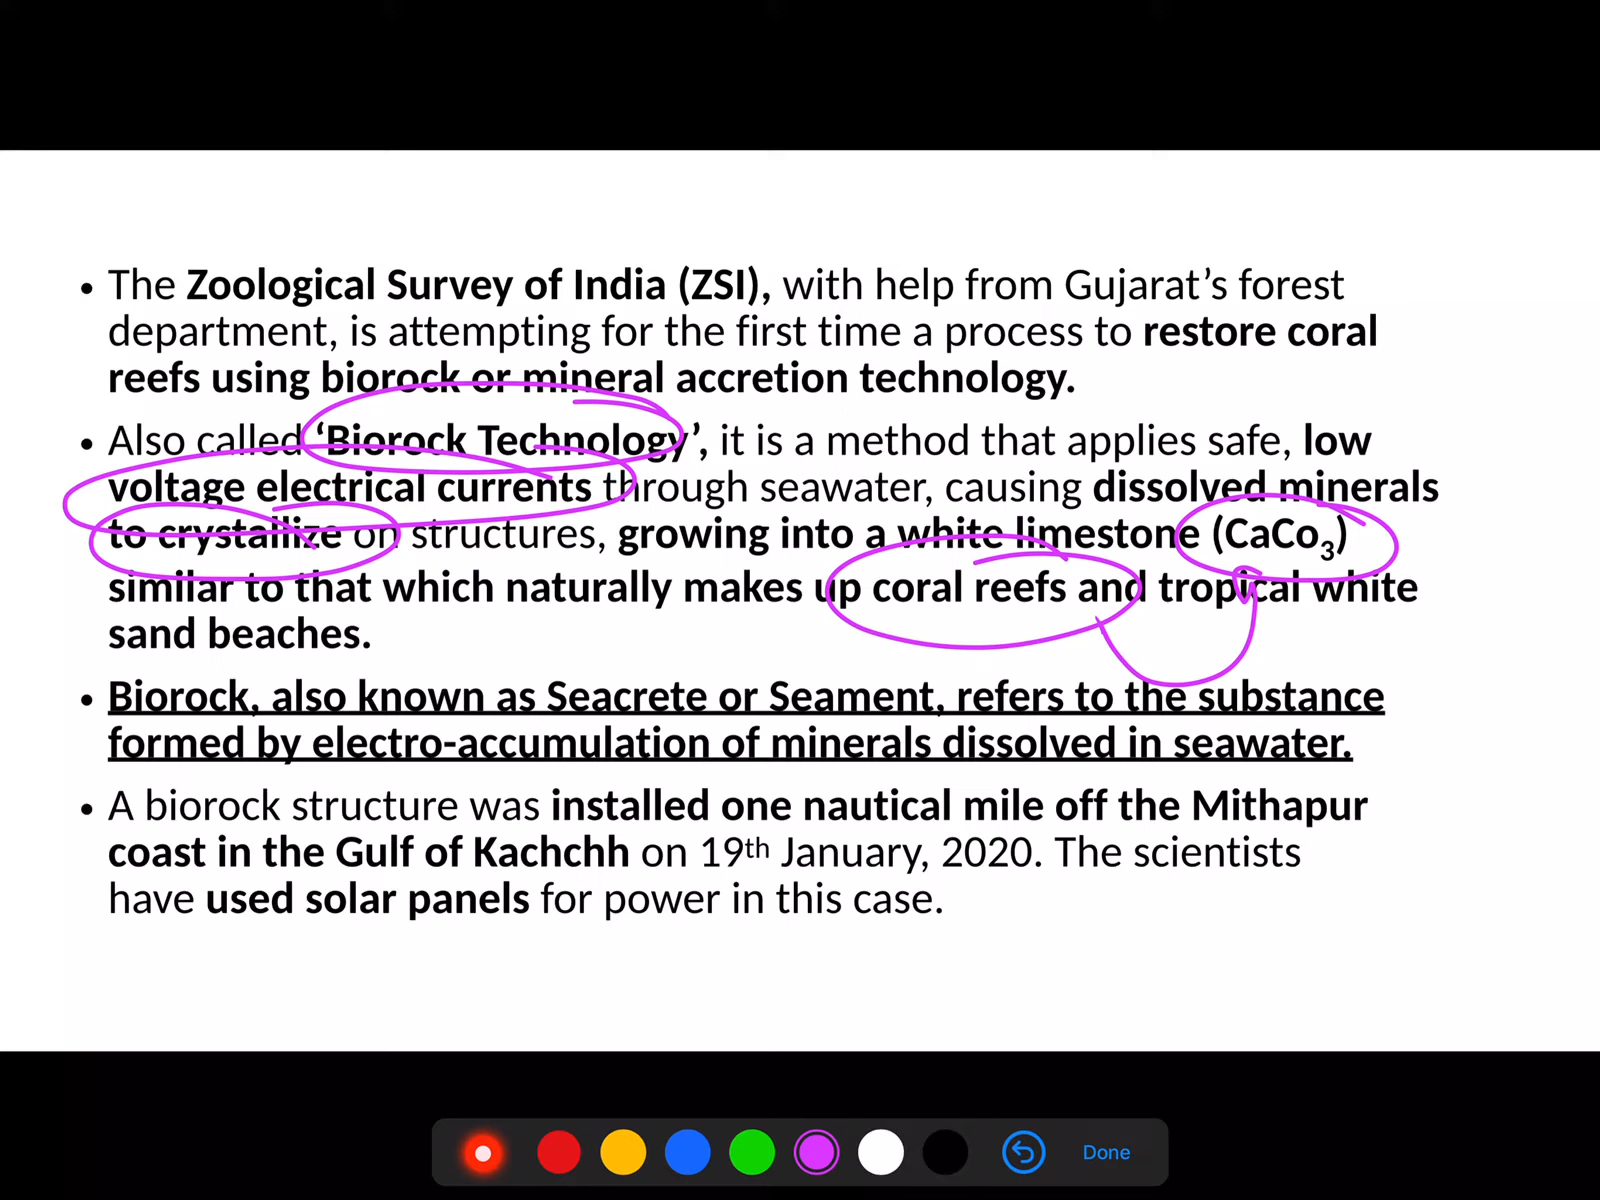 • The Zoological Survey of India (ZSI), with help from Gujarat’s forest
department, is attempting for the first time a process to restore coral
reefs using biorock or mineral accretion technology.
• Also called ‘Biorock Technology’, it is a method that applies safe, low
voltage electrical currents through seawater, causing dissolved minerals
to crystallize on structures, growing into a white limestone (CaCo₃)
similar to that which naturally makes up coral reefs and tropical white
sand beaches.
• Biorock, also known as Seacrete or Seament, refers to the substance
formed by electro-accumulation of minerals dissolved in seawater.
• A biorock structure was installed one nautical mile off the Mithapur
coast in the Gulf of Kachchh on 19th January, 2020. The scientists
have used solar panels for power in this case.
Done